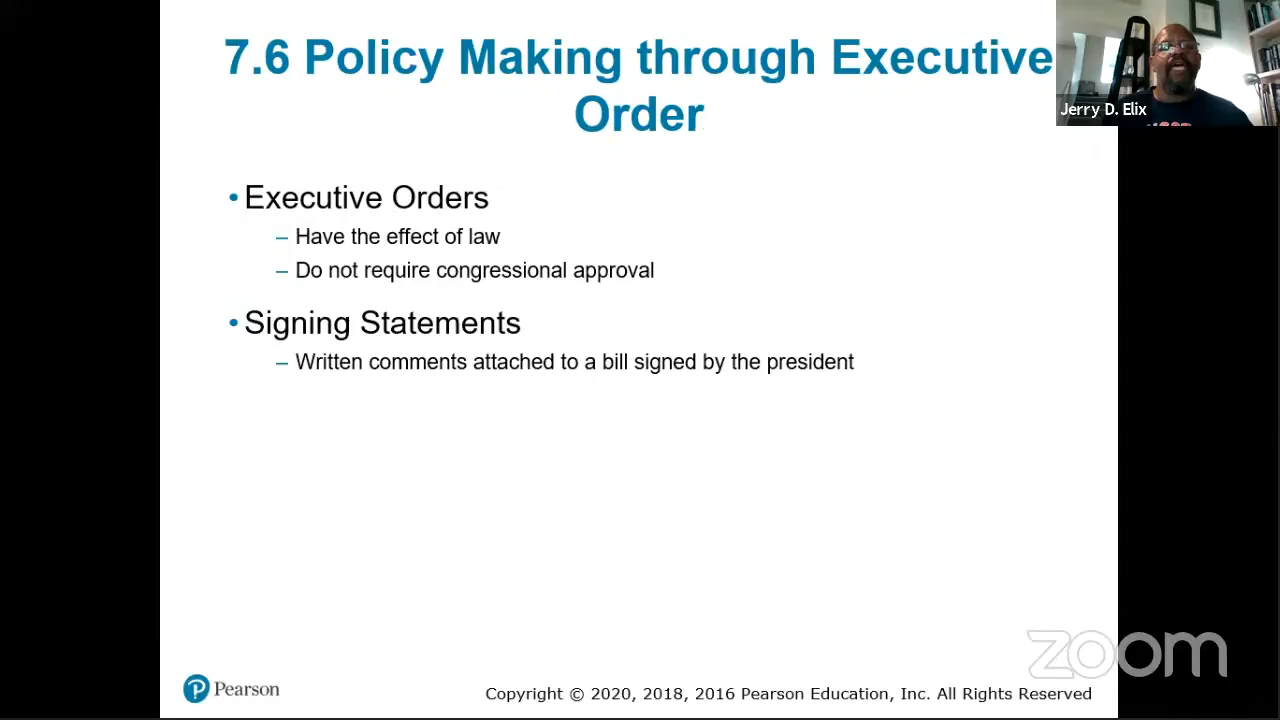 7.6 Policy Making through Executive
Order
Jerry D. Elix
• Executive Orders
– Have the effect of law
– Do not require congressional approval
• Signing Statements
– Written comments attached to a bill signed by the president
zoom
Pearson
Copyright © 2020, 2018, 2016 Pearson Education, Inc. All Rights Reserved